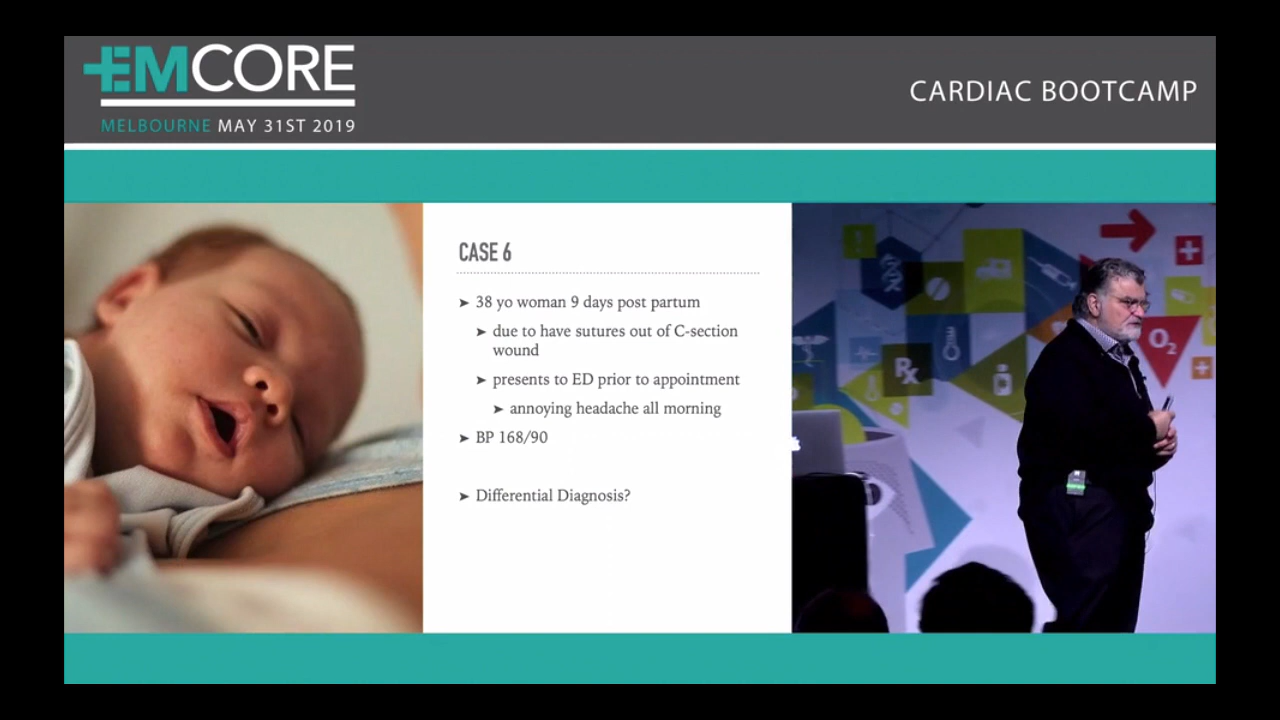 EMCORE
MELBOURNE MAY 31ST 2019
CARDIAC BOOTCAMP
CASE 6
➤ 38 yo woman 9 days post partum
➤ due to have sutures out of C-section
wound
➤ presents to ED prior to appointment
➤ annoying headache all morning
➤ BP 168/90
➤ Differential Diagnosis?
Rx
O₂